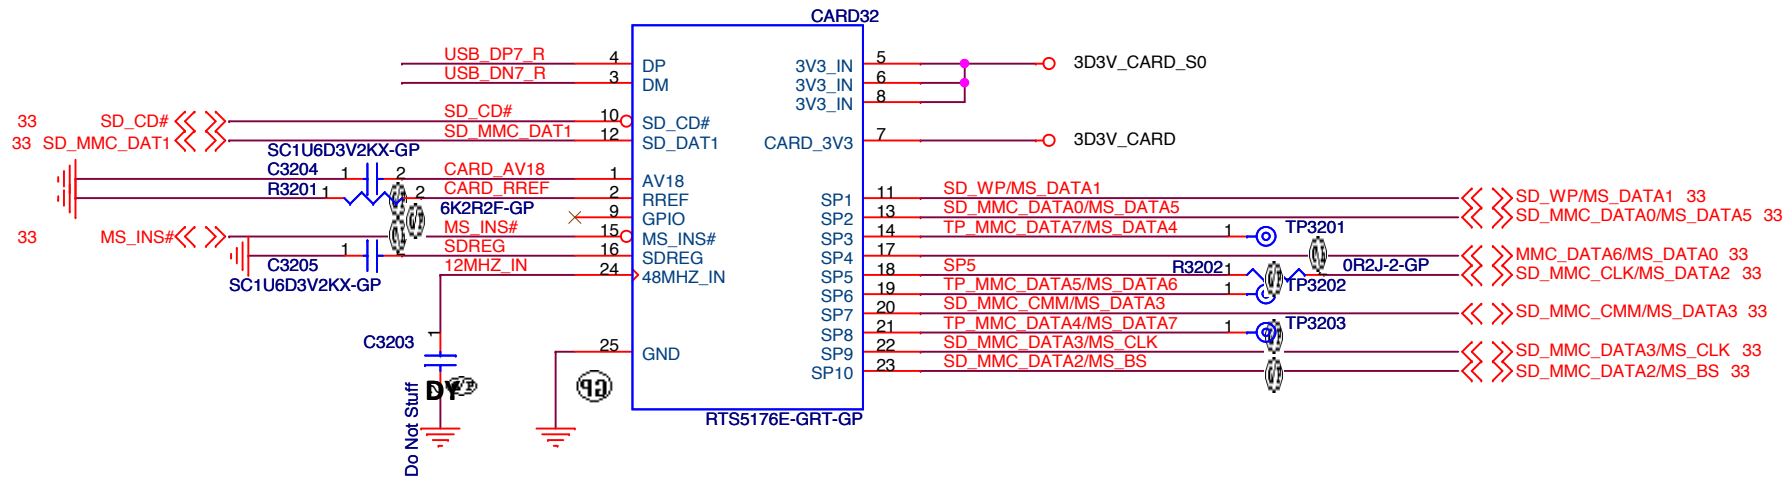 CARD32
USB_DP7_R 4 DP 3V3_IN 5 3D3V_CARD_S0
USB_DN7_R 3 DM 3V3_IN 6
3V3_IN 8
33 SD_CD# SD_CD# 10 SD_CD#
33 SD_MMC_DAT1 SD_MMC_DAT1 12 SD_DAT1 CARD_3V3 7 3D3V_CARD
SC1U6D3V2KX-GP
C3204 1 2 CARD_AV18 1 AV18
R3201 1 2 CARD_RREF 2 RREF SP1 11 SD_WP/MS_DATA1 SD_WP/MS_DATA1 33
6K2R2F-GP 9 GPIO SP2 13 SD_MMC_DATA0/MS_DATA5 SD_MMC_DATA0/MS_DATA5 33
33 MS_INS# MS_INS# 15 MS_INS# SP3 14 TP_MMC_DATA7/MS_DATA4 1 TP3201
1 SDREG 16 SDREG SP4 17 MMC_DATA6/MS_DATA0 33
C3205 12MHZ_IN 24 48MHZ_IN SP5 18 SP5 R3202 1 0R2J-2-GP SD_MMC_CLK/MS_DATA2 33
SC1U6D3V2KX-GP SP6 19 TP_MMC_DATA5/MS_DATA6 1 TP3202
SP7 20 SD_MMC_CMM/MS_DATA3 SD_MMC_CMM/MS_DATA3 33
1 SP8 21 TP_MMC_DATA4/MS_DATA7 1 TP3203
C3203 25 GND SP9 22 SD_MMC_DATA3/MS_CLK SD_MMC_DATA3/MS_CLK 33
SP10 23 SD_MMC_DATA2/MS_BS SD_MMC_DATA2/MS_BS 33
DY GP
Do Not Stuff
RTS5176E-GRT-GP